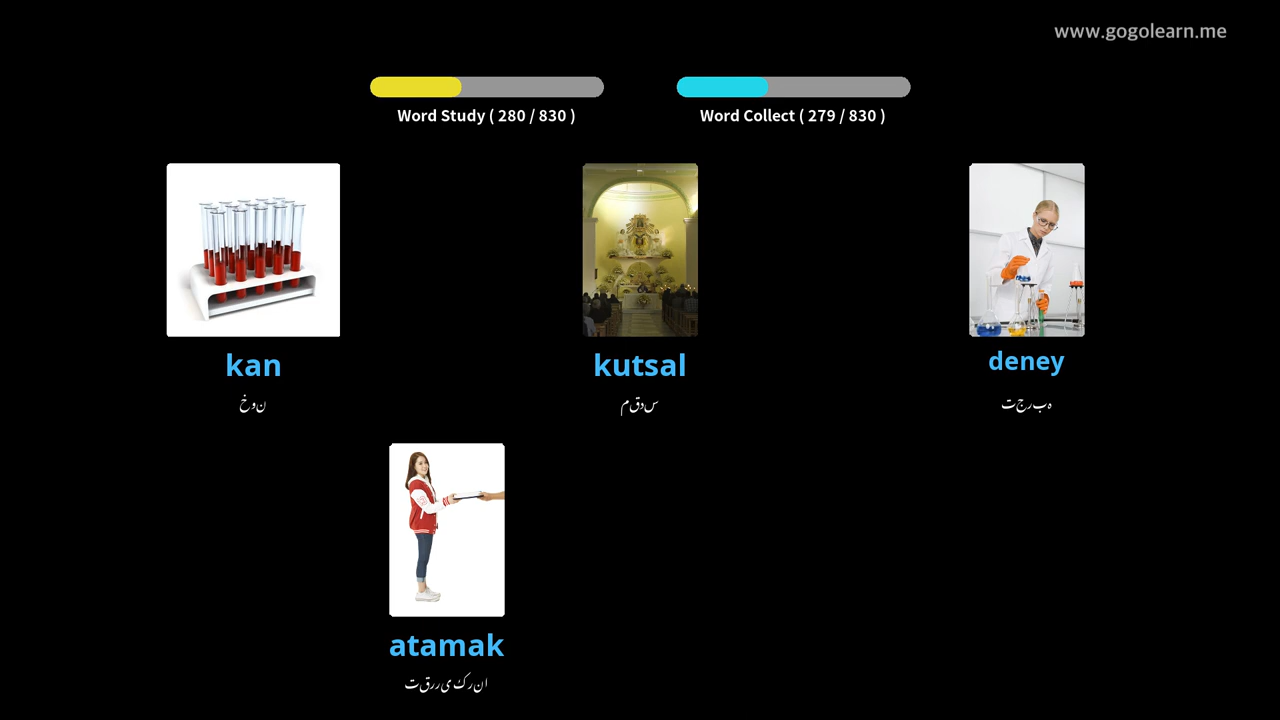 www.gogolearn.me
Word Study ( 280 / 830 )
Word Collect ( 279 / 830 )
kan
خون
kutsal
مقدس
deney
تجربہ
atamak
تقرری کرنا